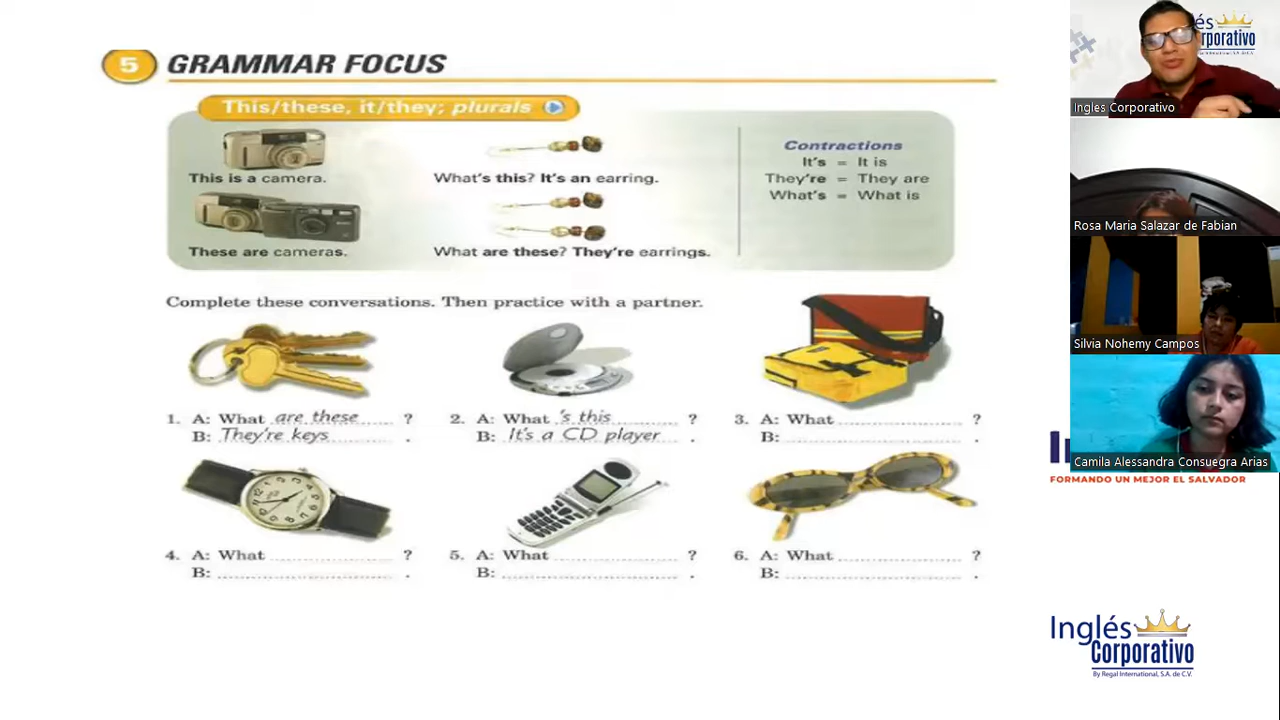 5 GRAMMAR FOCUS
This/these, it/they; plurals
This is a camera.
What's this? It's an earring.
These are cameras.
What are these? They're earrings.
Contractions
It's = It is
They're = They are
What's = What is
Complete these conversations. Then practice with a partner.
1. A: What are these ?
B: They're keys .
2. A: What 's this ?
B: It's a CD player .
3. A: What ?
B: .
4. A: What ?
B: .
5. A: What ?
B: .
6. A: What ?
B: .
Ingles Corporativo
Rosa Maria Salazar de Fabian
Silvia Nohemy Campos
Camila Alessandra Consuegra Arias
FORMANDO UN MEJOR EL SALVADOR
Inglés
Corporativo
By Regal International, S.A. de C.V.